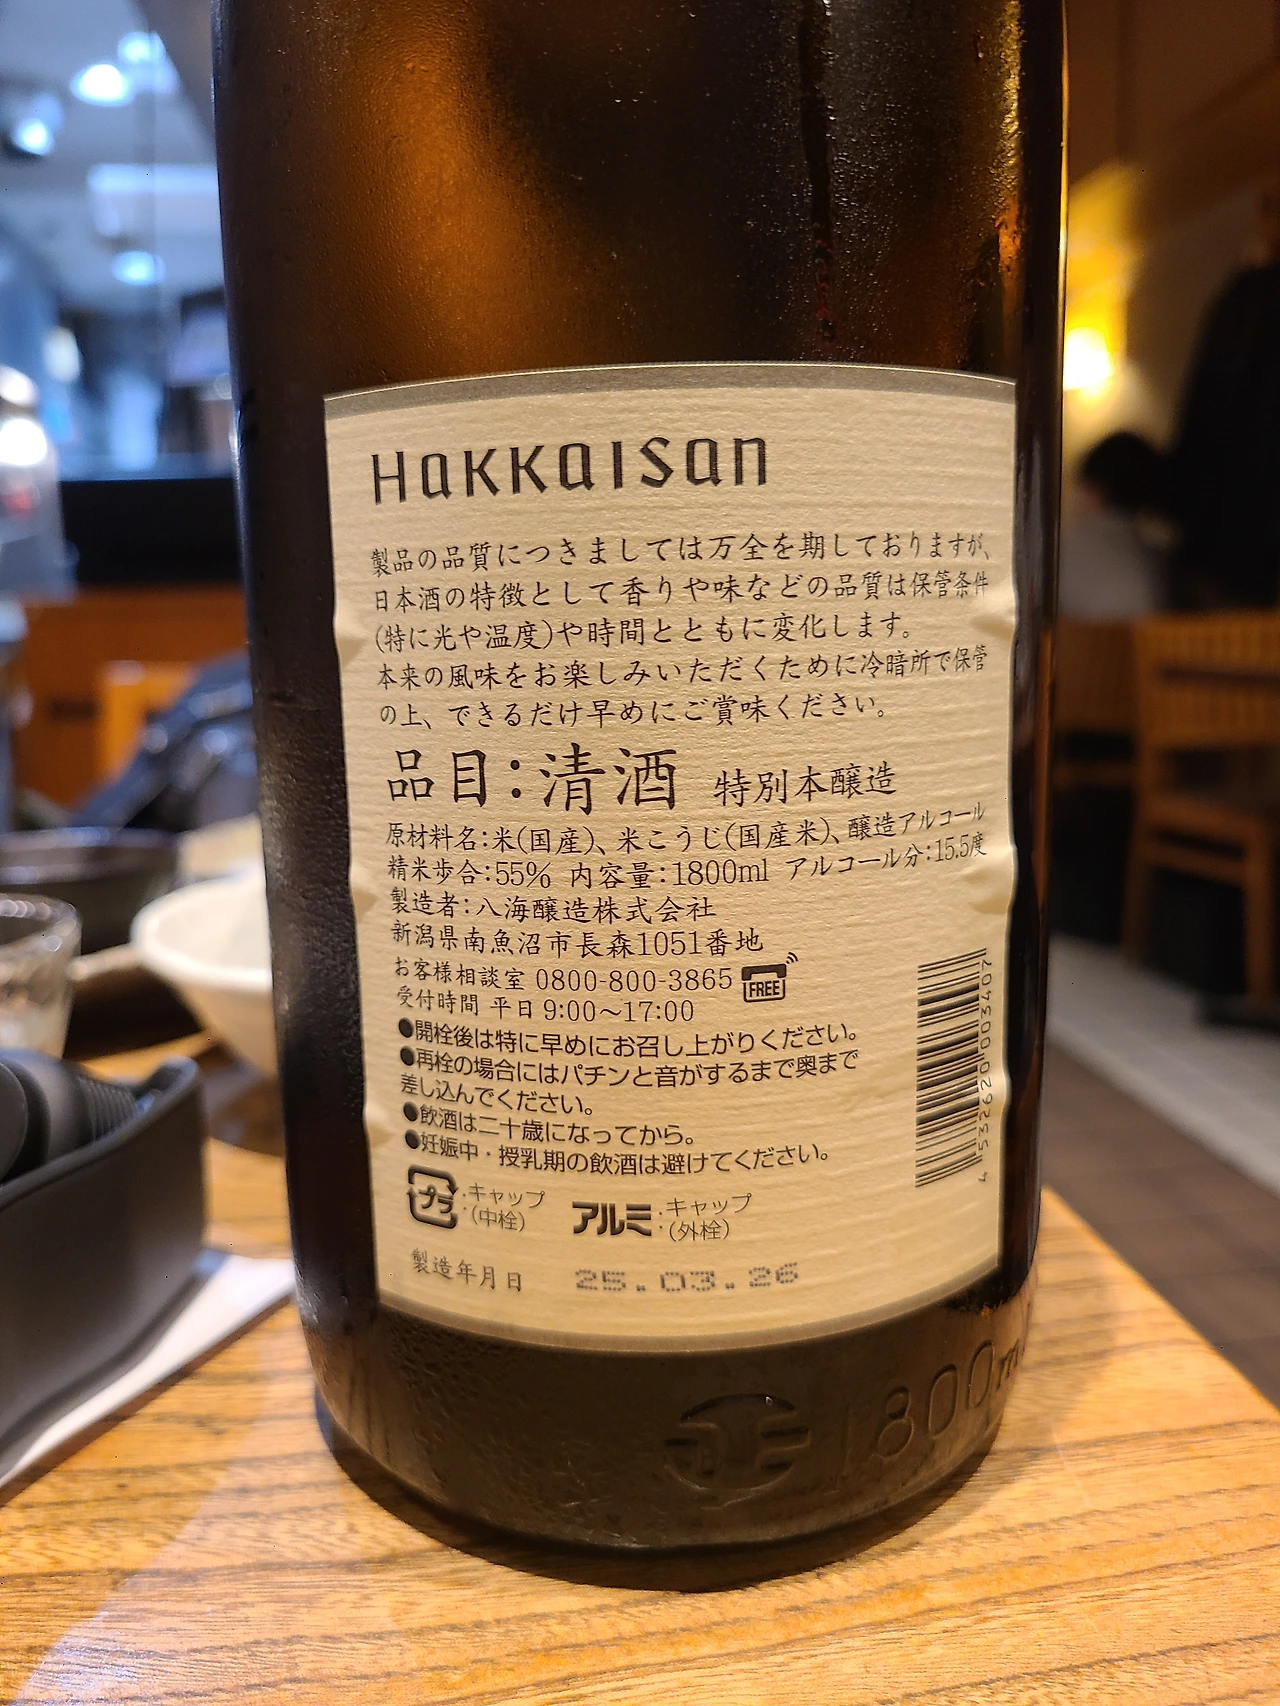 Hakkaisan
製品の品質につきましては万全を期しておりますが、
日本酒の特徴として香りや味などの品質は保管条件
(特に光や温度)や時間とともに変化します。
本来の風味をお楽しみいただくために冷暗所で保管
の上、できるだけ早めにご賞味ください。
品目：清酒 特別本醸造
原材料名：米(国産)、米こうじ(国産米)、醸造アルコール
精米歩合：55% 内容量：1800ml アルコール分：15.5度
製造者：八海醸造株式会社
新潟県南魚沼市長森1051番地
お客様相談室 0800-800-3865 FREE
受付時間 平日 9:00〜17:00
●開栓後は特に早めにお召し上がりください。
●再栓の場合にはパチンと音がするまで奥まで
差し込んでください。
●飲酒は二十歳になってから。
●妊娠中・授乳期の飲酒は避けてください。
プラ：キャップ(中栓) アルミ：キャップ(外栓)
製造年月日 25.03.26
4 532620 003407
1800m